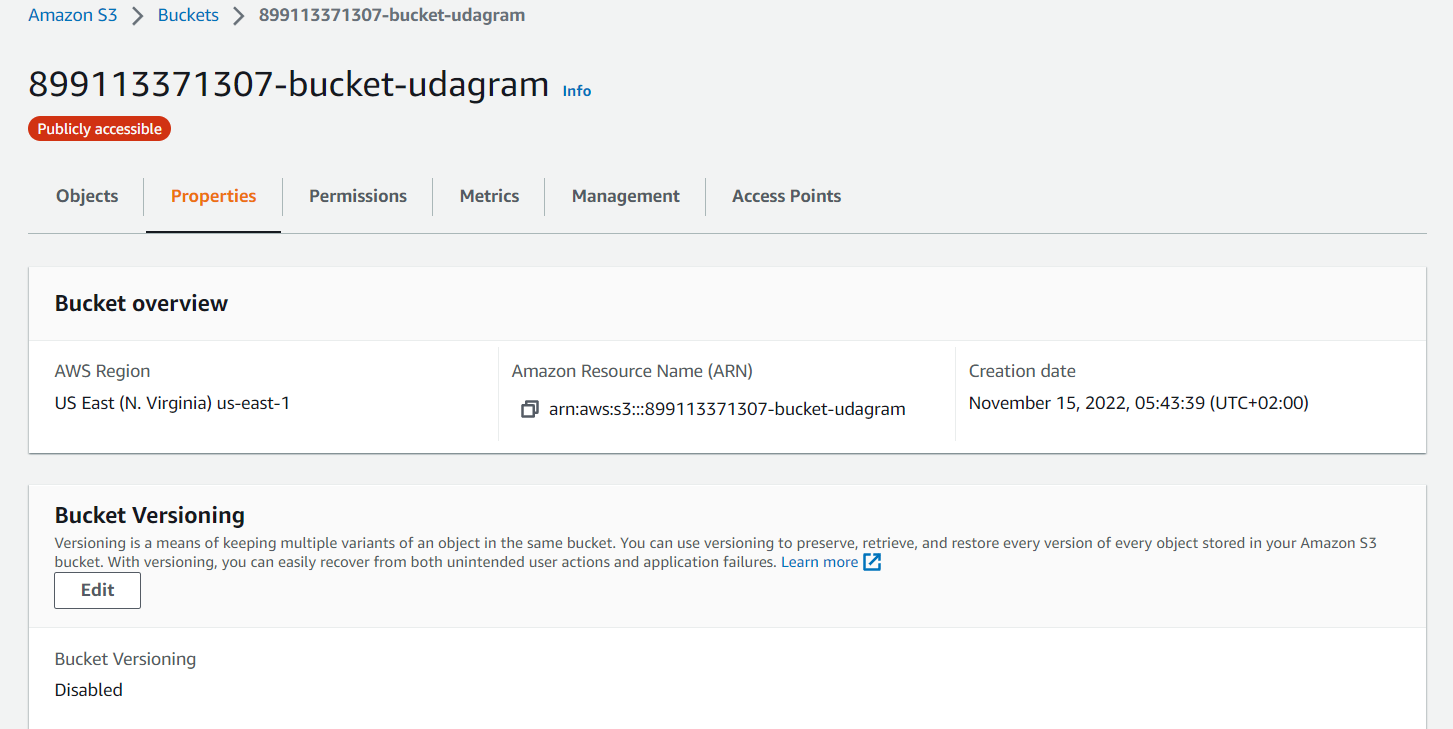 Amazon S3 > Buckets > 899113371307-bucket-udagram
899113371307-bucket-udagram Info
Publicly accessible
Objects Properties Permissions Metrics Management Access Points
Bucket overview
AWS Region
US East (N. Virginia) us-east-1
Amazon Resource Name (ARN)
arn:aws:s3:::899113371307-bucket-udagram
Creation date
November 15, 2022, 05:43:39 (UTC+02:00)
Bucket Versioning
Versioning is a means of keeping multiple variants of an object in the same bucket. You can use versioning to preserve, retrieve, and restore every version of every object stored in your Amazon S3
bucket. With versioning, you can easily recover from both unintended user actions and application failures. Learn more
Edit
Bucket Versioning
Disabled